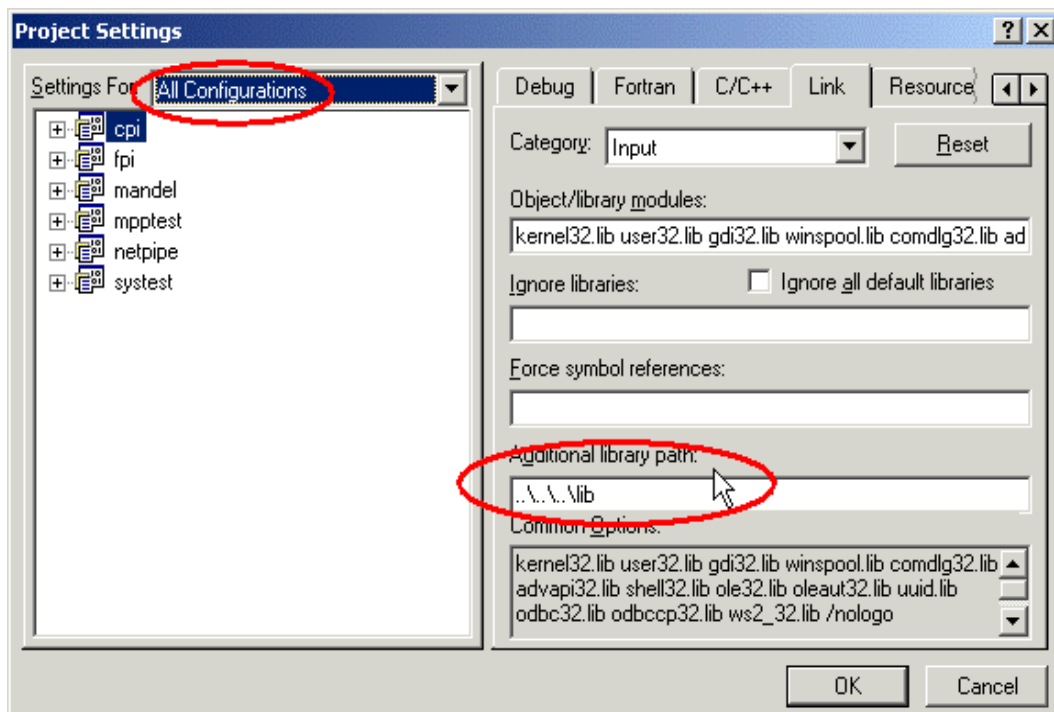 Project Settings
Settings For: All Configurations
cpi
fpi
mandel
mpptest
netpipe
systest
Debug Fortran C/C++ Link Resource
Category: Input Reset
Object/library modules:
kernel32.lib user32.lib gdi32.lib winspool.lib comdlg32.lib ad
Ignore libraries: Ignore all default libraries
Force symbol references:
Additional library path:
..\..\..\lib
Common Options:
kernel32.lib user32.lib gdi32.lib winspool.lib comdlg32.lib
advapi32.lib shell32.lib ole32.lib oleaut32.lib uuid.lib
odbc32.lib odbccp32.lib ws2_32.lib /nologo
OK Cancel